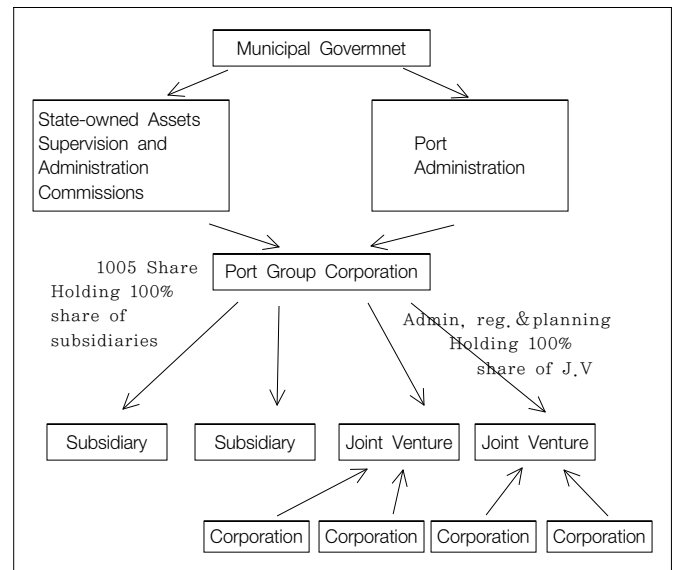 Municipal Govermnet
State-owned Assets
Supervision and
Administration
Commissions
Port
Administration
1005 Share
Holding 100%
share of
subsidiaries
Port Group Corporation
Admin, reg.&planning
Holding 100%
share of J.V
Subsidiary
Subsidiary
Joint Venture
Joint Venture
Corporation
Corporation
Corporation
Corporation